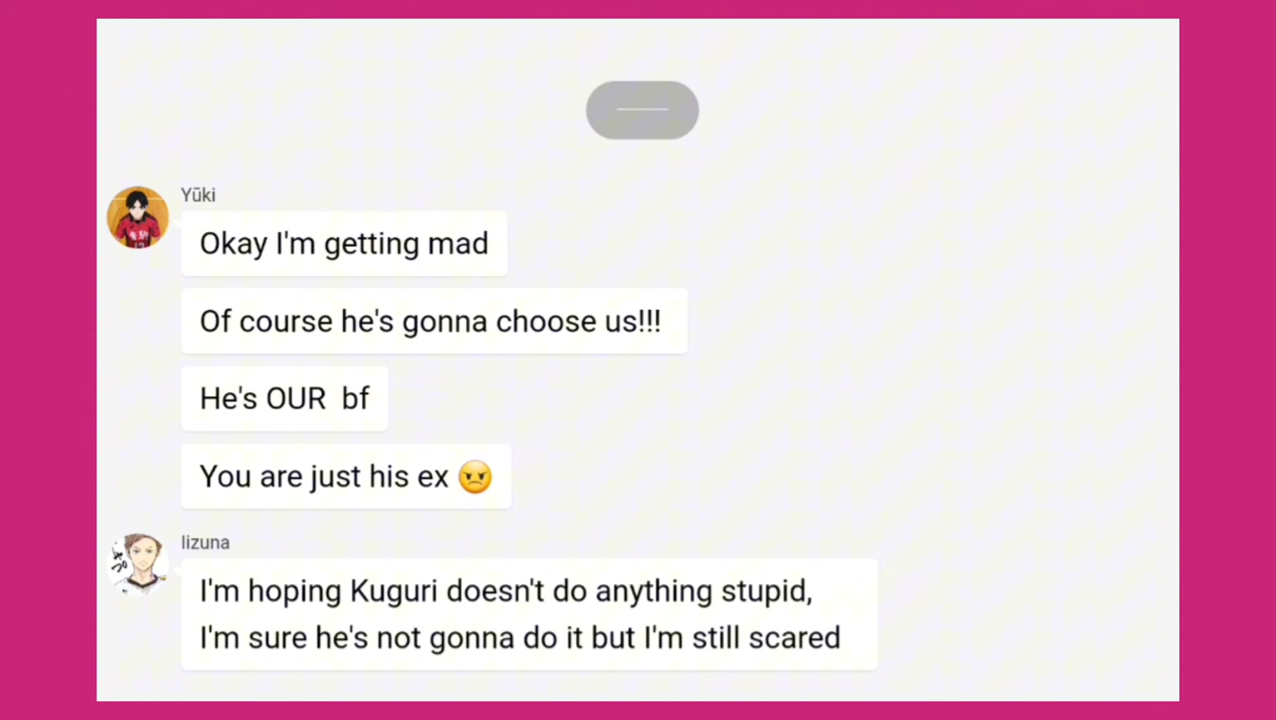 Yūki
Okay I'm getting mad
Of course he's gonna choose us!!!
He's OUR  bf
You are just his ex 😠
Iizuna
I'm hoping Kuguri doesn't do anything stupid,
I'm sure he's not gonna do it but I'm still scared